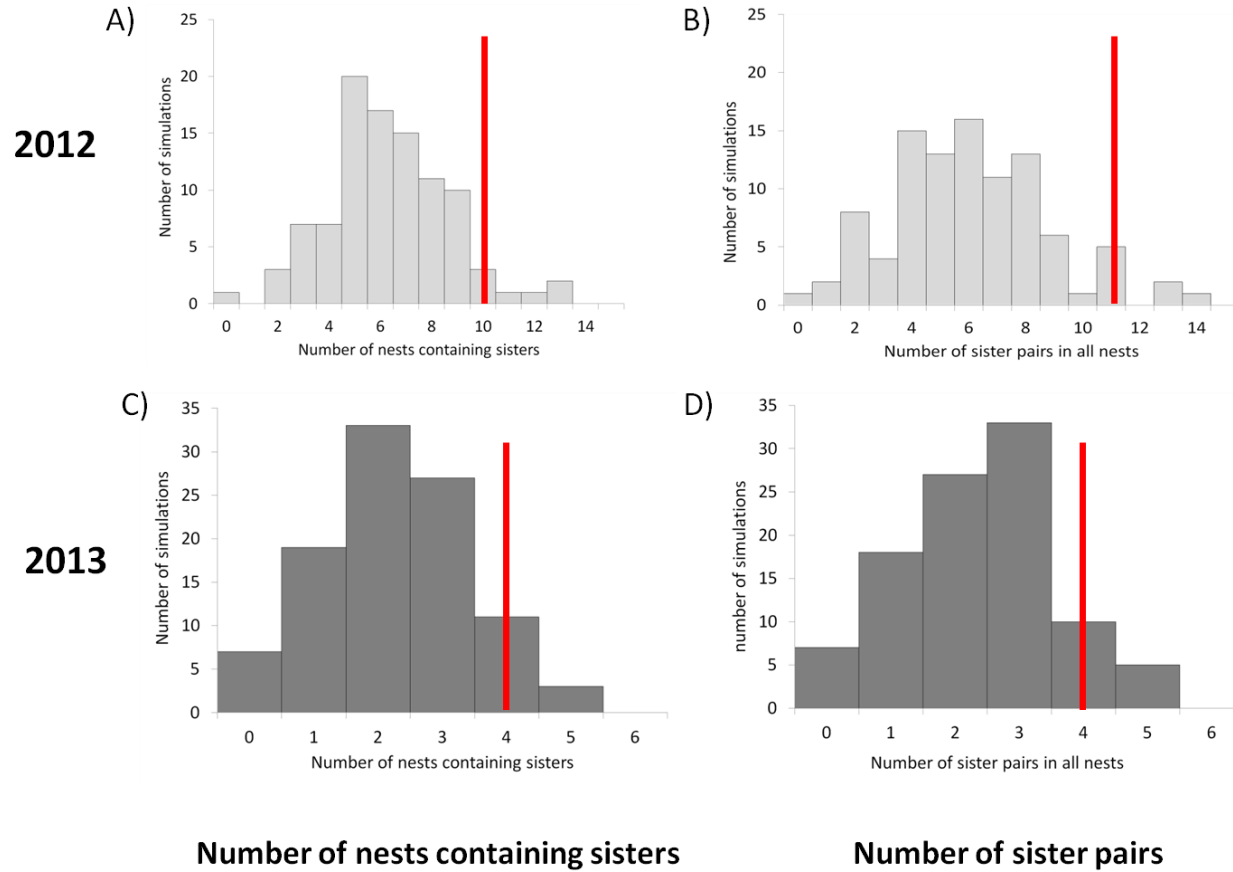 A)
B)
2012
Number of simulations
25
20
15
10
5
0
0 2 4 6 8 10 12 14
Number of nests containing sisters
Number of simulations
25
20
15
10
5
0
0 2 4 6 8 10 12 14
Number of sister pairs in all nests
C)
D)
2013
Number of simulations
35
30
25
20
15
10
5
0
0 1 2 3 4 5 6
Number of nests containing sisters
number of simulations
35
30
25
20
15
10
5
0
0 1 2 3 4 5 6
Number of sister pairs in all nests
Number of nests containing sisters
Number of sister pairs